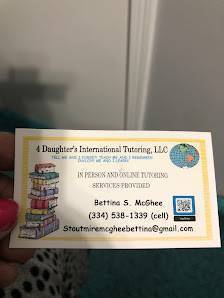 4 Daughter's International Tutoring, LLC
TELL ME AND I FORGET TEACH ME AND I REMEMBER
INVOLVE ME AND I LEARN
IN PERSON AND ONLINE TUTORING
SERVICES PROVIDED
Bettina S. McGhee
(334) 538-1339 (cell)
Stoutmiremcgheebettina@gmail.com